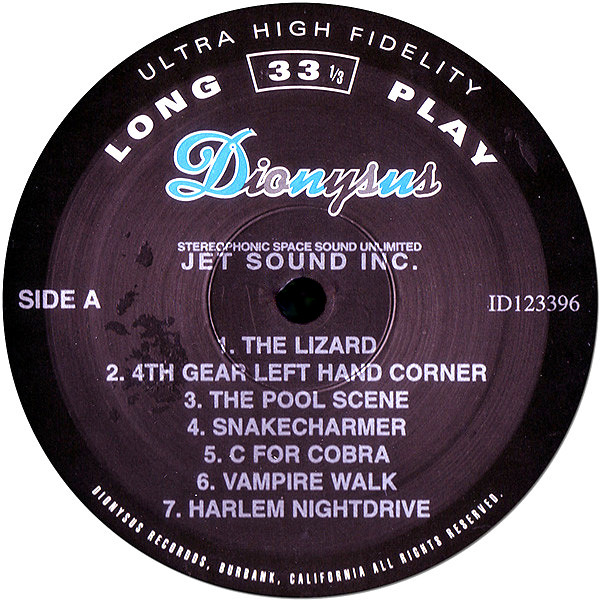 ULTRA HIGH FIDELITY
LONG 33 1/3 PLAY
Dionysus
STEREOPHONIC SPACE SOUND UNLIMITED
JET SOUND INC.
SIDE A
ID123396
1. THE LIZARD
2. 4TH GEAR LEFT HAND CORNER
3. THE POOL SCENE
4. SNAKECHARMER
5. C FOR COBRA
6. VAMPIRE WALK
7. HARLEM NIGHTDRIVE
DIONYSUS RECORDS, BURBANK, CALIFORNIA ALL RIGHTS RESERVED.